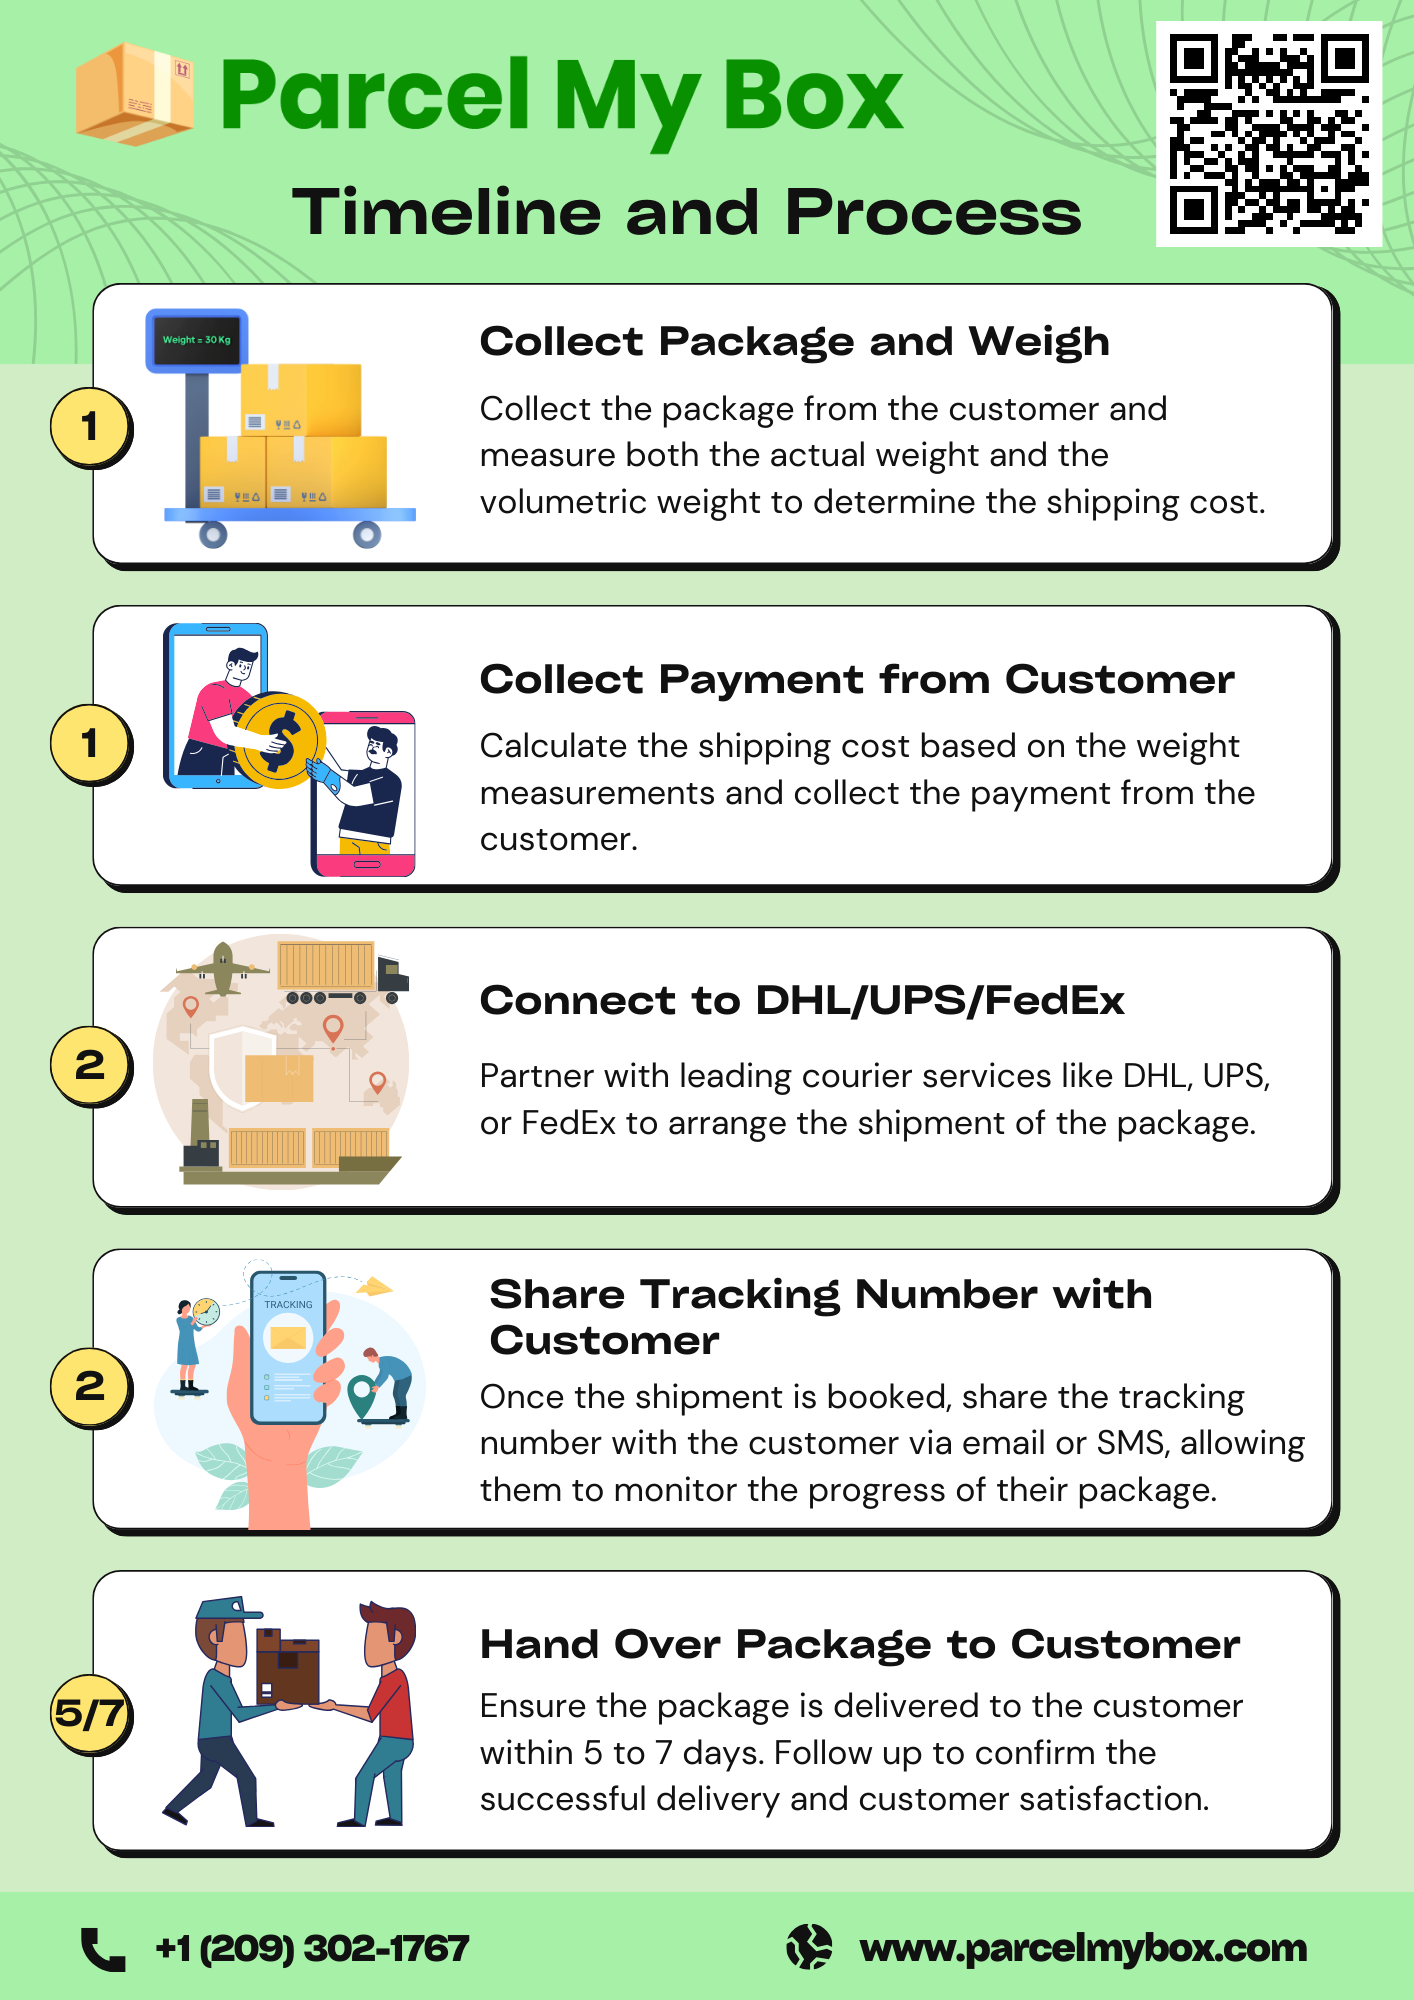 Parcel My Box
Timeline and Process
Weight = 30 Kg
1
Collect Package and Weigh
Collect the package from the customer and
measure both the actual weight and the
volumetric weight to determine the shipping cost.
1
Collect Payment from Customer
Calculate the shipping cost based on the weight
measurements and collect the payment from the
customer.
$
2
Connect to DHL/UPS/FedEx
Partner with leading courier services like DHL, UPS,
or FedEx to arrange the shipment of the package.
2
TRACKING
Share Tracking Number with
Customer
Once the shipment is booked, share the tracking
number with the customer via email or SMS, allowing
them to monitor the progress of their package.
5/7
Hand Over Package to Customer
Ensure the package is delivered to the customer
within 5 to 7 days. Follow up to confirm the
successful delivery and customer satisfaction.
+1 (209) 302-1767
www.parcelmybox.com